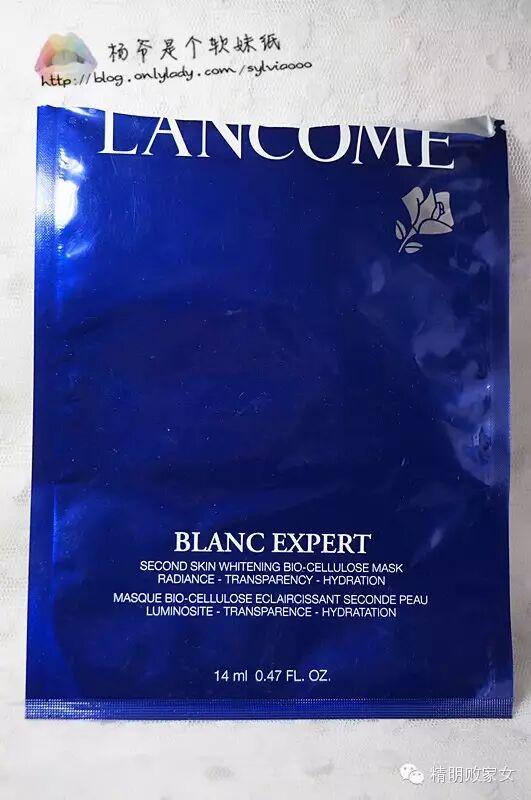 杨爷是个软妹纸
http://blog.onlylady.com/sylviaooo
LANCOME
BLANC EXPERT
SECOND SKIN WHITENING BIO-CELLULOSE MASK
RADIANCE - TRANSPARENCY - HYDRATION
MASQUE BIO-CELLULOSE ECLAIRCISSANT SECONDE PEAU
LUMINOSITE - TRANSPARENCE - HYDRATATION
14 ml 0.47 FL. OZ.
精明败家女